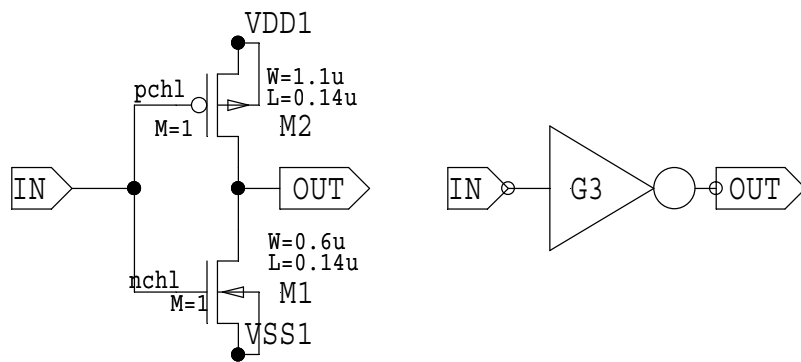 VDD1
pchl
W=1.1u
L=0.14u
M=1
M2
IN
OUT
W=0.6u
L=0.14u
nchl
M=1
M1
VSS1
IN
G3
OUT